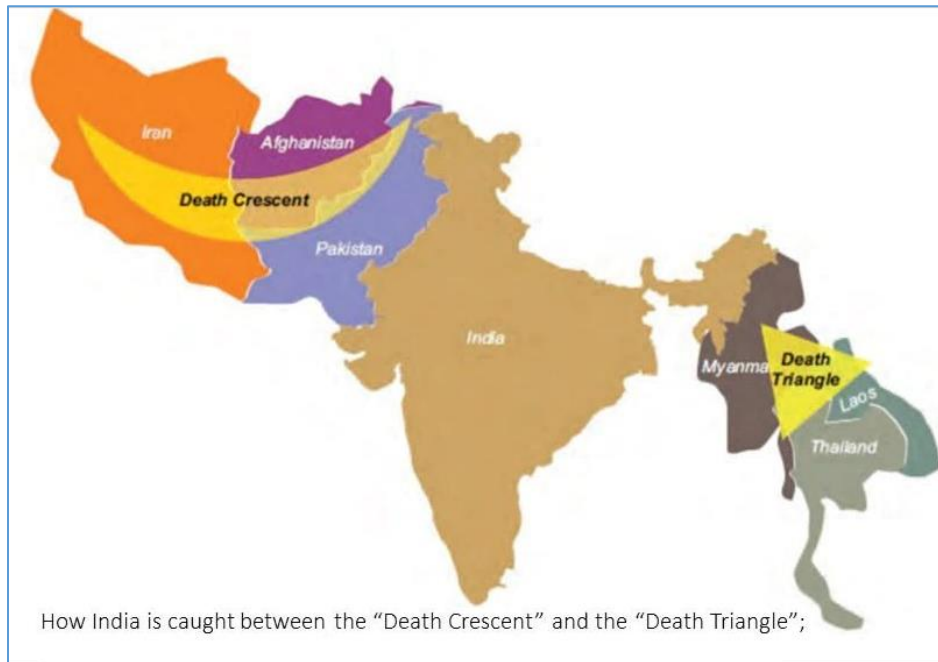 Iran
Afghanistan
Death Crescent
Pakistan
India
Myanma
Death
Triangle
Laos
Thailand
How India is caught between the “Death Crescent” and the “Death Triangle”;